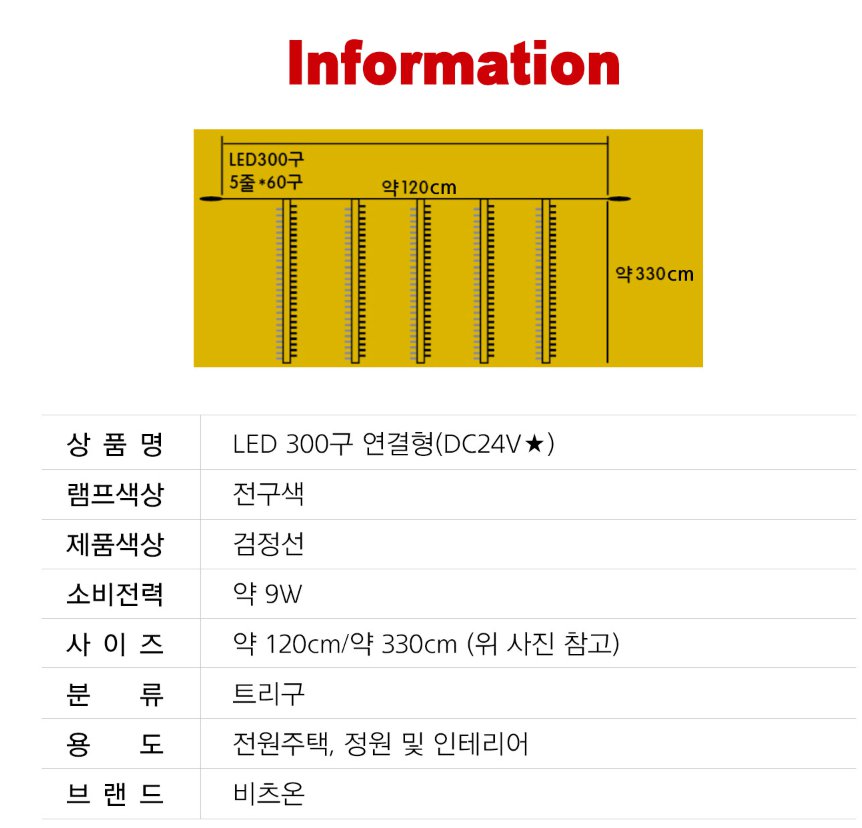 Information
LED300구
5줄*60구
약120cm
약330cm
상 품 명 LED 300구 연결형(DC24V★)
램프색상 전구색
제품색상 검정선
소비전력 약 9W
사 이 즈 약 120cm/약 330cm (위 사진 참고)
분 류 트리구
용 도 전원주택, 정원 및 인테리어
브 랜 드 비츠온